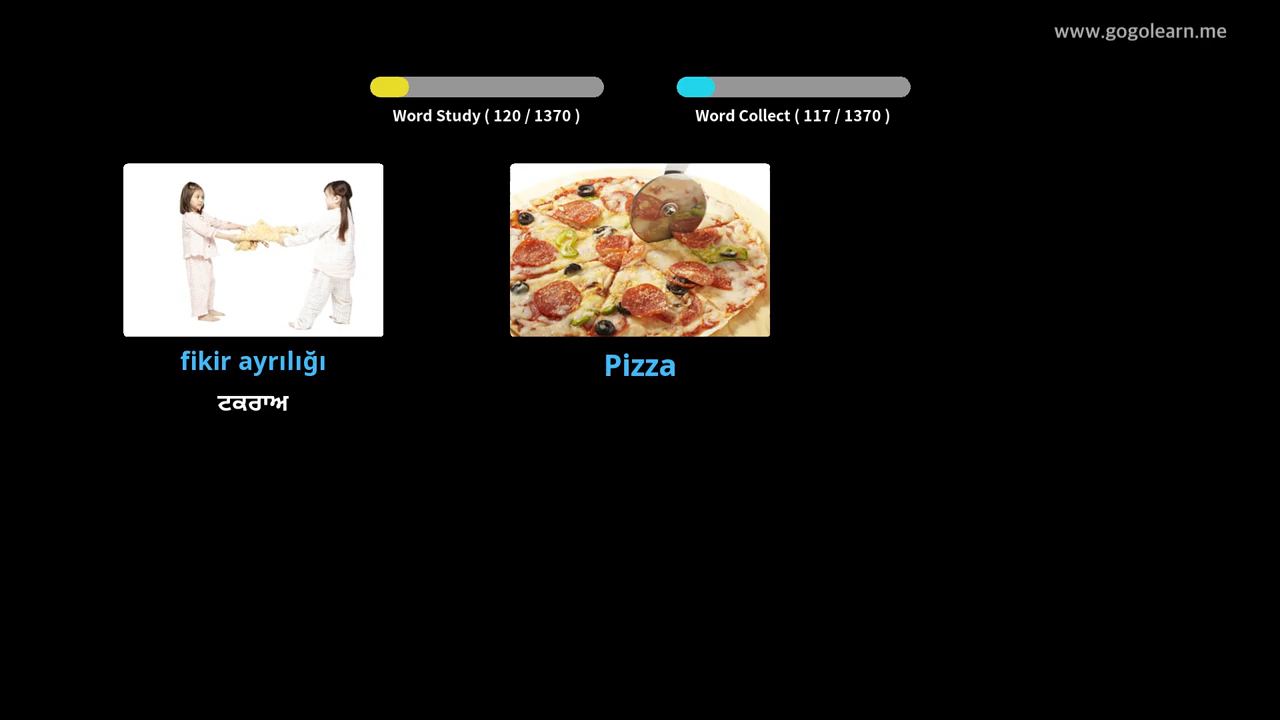 www.gogolearn.me
Word Study ( 120 / 1370 )
Word Collect ( 117 / 1370 )
fikir ayrılığı
Pizza
ਟਕਰਾਅ